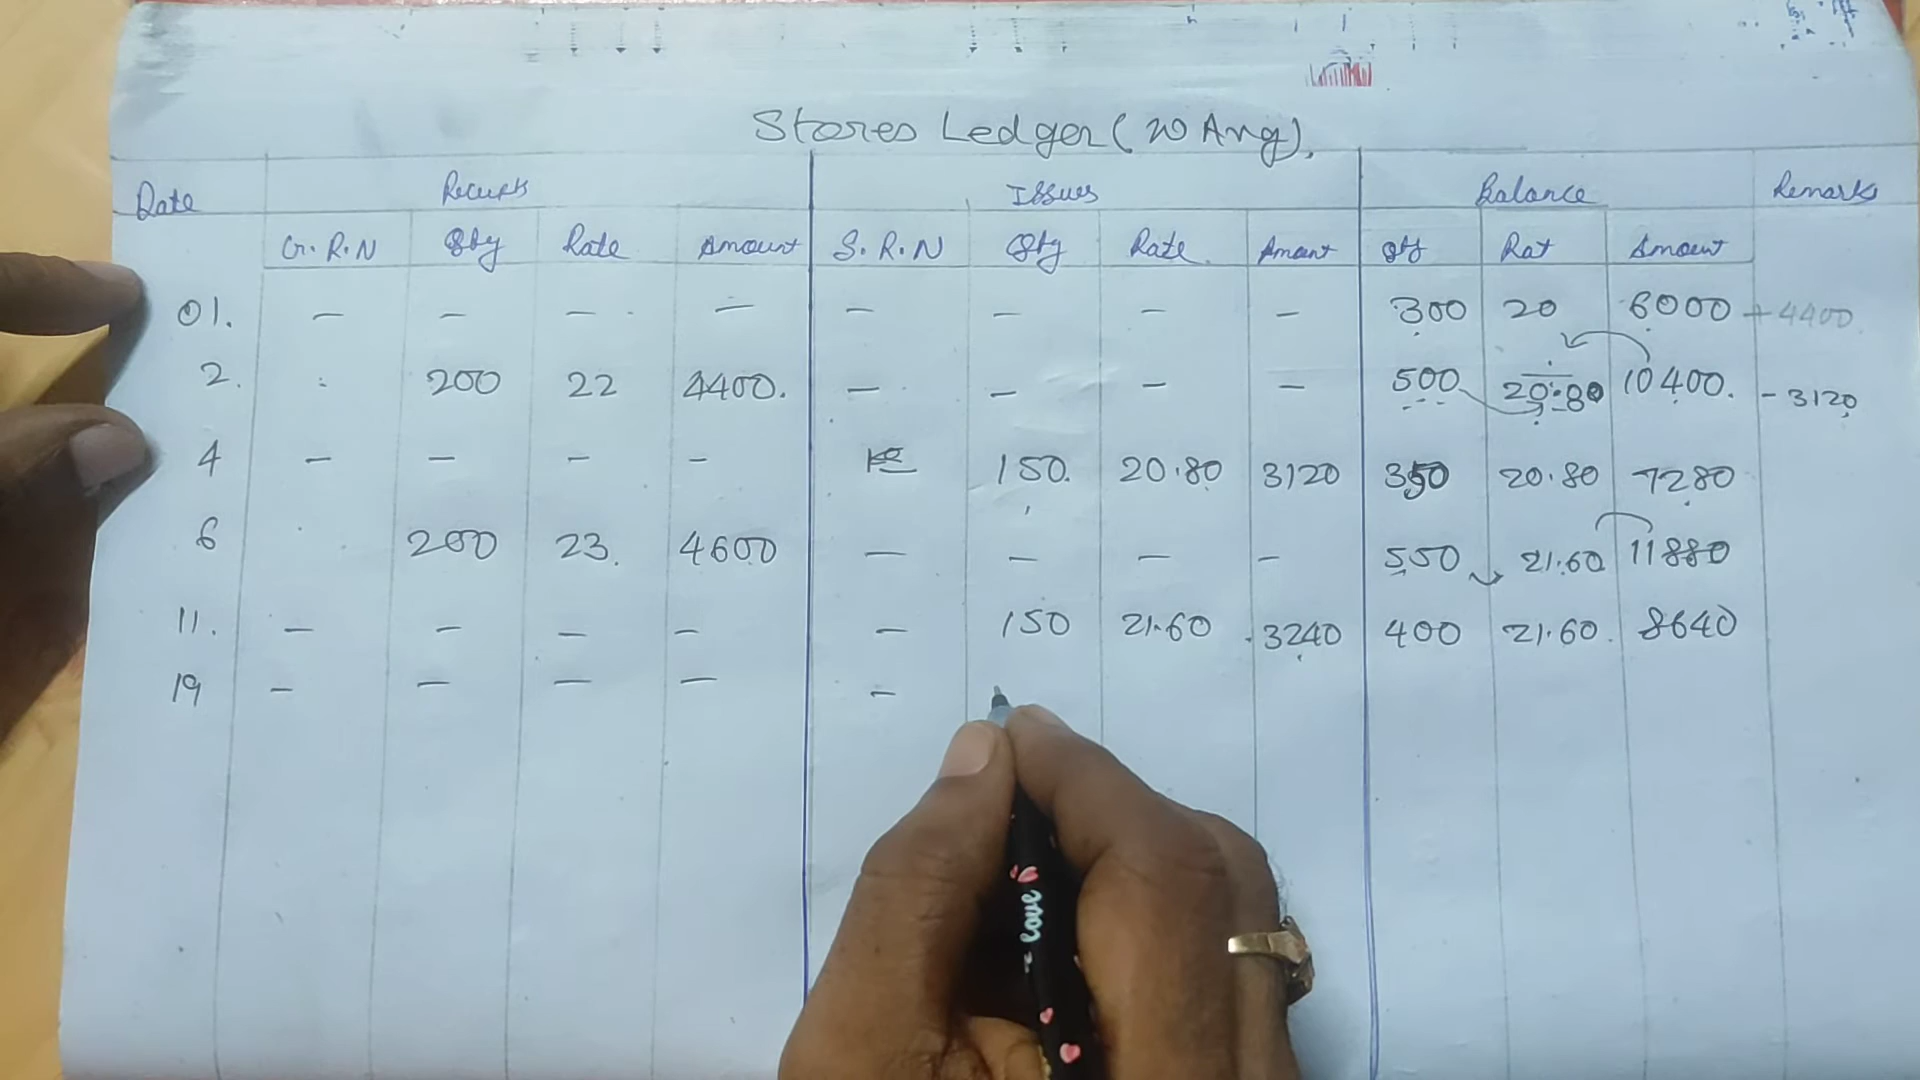 Stores Ledger (W Avg).
Date Receipts Issues Balance Remarks
G.R.N Qty Rate Amount S.R.N Qty Rate Amount Qty Rat Amount
01. — — — — — — — — 300 20 6000 + 4400
2. 200 22 4400. — — — — 500 20.80 10400. - 3120
4 — — — — 150. 20.80 3120 350 20.80 7280
6 200 23. 4600 — — — — 550 21.60 11880
11. — — — — — 150 21.60 3240 400 21.60. 8640
19 — — — — —
love